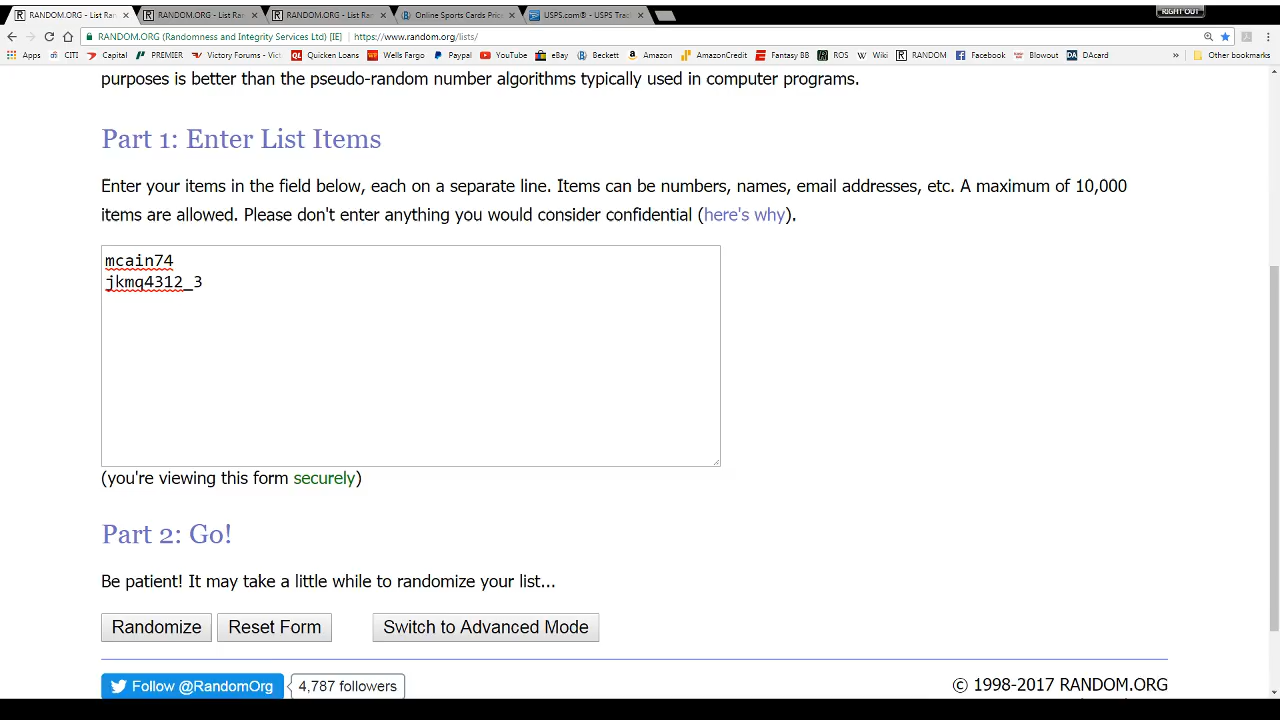 RIGHT OUT
RANDOM.ORG - List Ran
RANDOM.ORG - List Ran
RANDOM.ORG - List Ran
Online Sports Cards Pric
USPS.com® - USPS Trac
RANDOM.ORG (Randomness and Integrity Services Ltd) [IE] https://www.random.org/lists/
Apps CITI Capital PREMIER Victory Forums - Vict Quicken Loans Wells Fargo Paypal YouTube eBay Beckett Amazon AmazonCredit Fantasy BB ROS Wiki RANDOM Facebook Blowout DAcard » Other bookmarks
purposes is better than the pseudo-random number algorithms typically used in computer programs.
Part 1: Enter List Items
Enter your items in the field below, each on a separate line. Items can be numbers, names, email addresses, etc. A maximum of 10,000
items are allowed. Please don't enter anything you would consider confidential (here's why).
mcain74
jkmq4312_3
(you're viewing this form securely)
Part 2: Go!
Be patient! It may take a little while to randomize your list...
Randomize Reset Form Switch to Advanced Mode
Follow @RandomOrg 4,787 followers
© 1998-2017 RANDOM.ORG